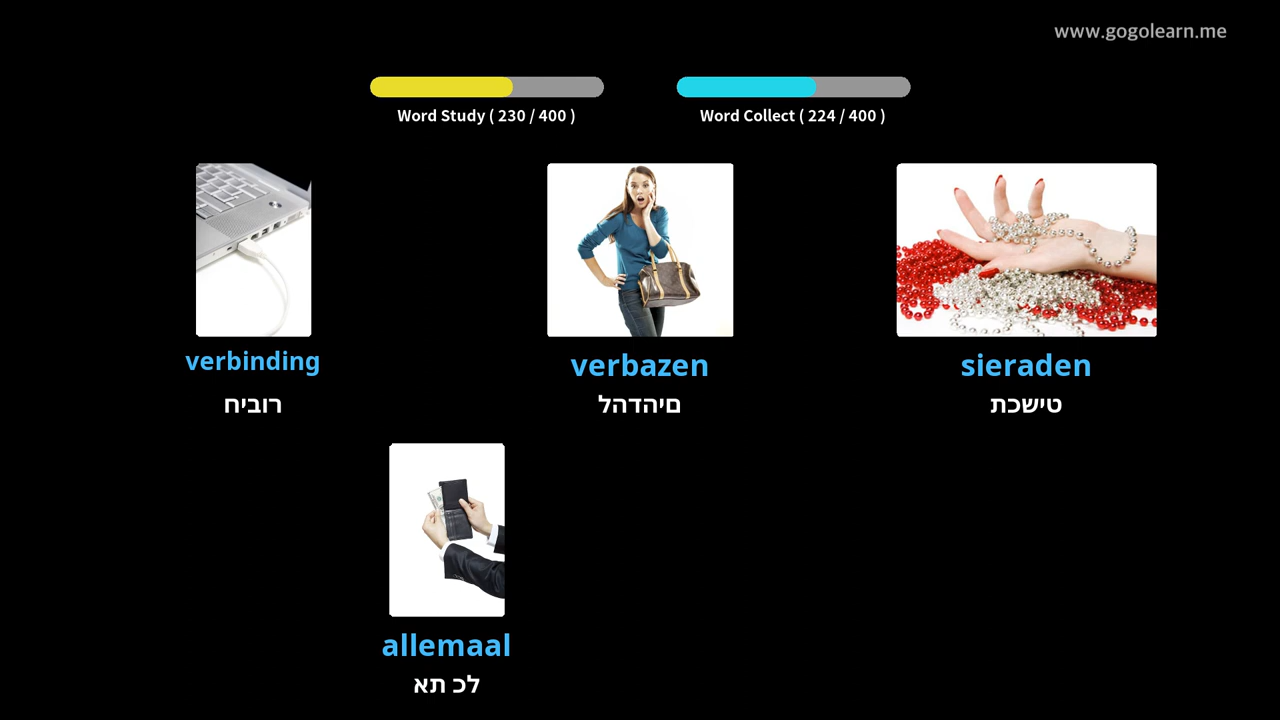 www.gogolearn.me
Word Study ( 230 / 400 )
Word Collect ( 224 / 400 )
verbinding
רוביח
verbazen
םיהדהל
sieraden
טישכת
allemaal
לכ תא